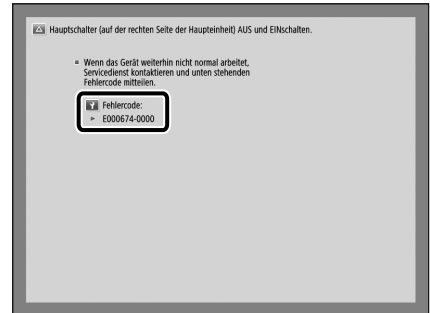 Hauptschalter (auf der rechten Seite der Haupteinheit) AUS und EINschalten.
Wenn das Gerät weiterhin nicht normal arbeitet,
Servicedienst kontaktieren und unten stehenden
Fehlercode mitteilen.
Fehlercode:
E000674-0000